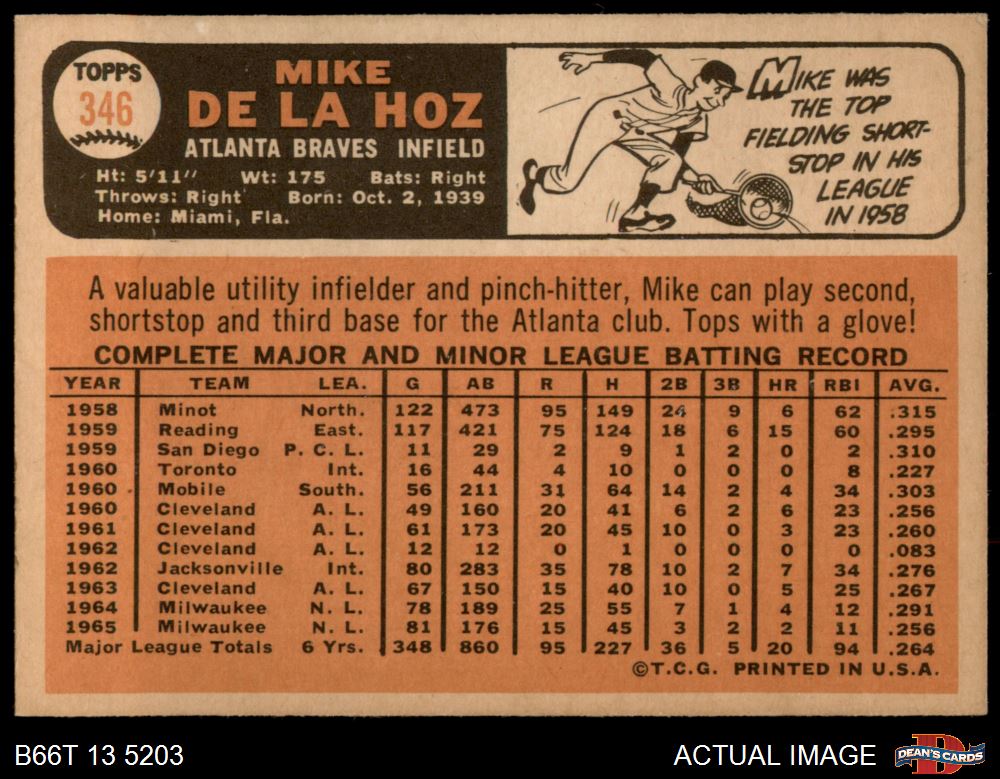 TOPPS
346
MIKE
DE LA HOZ
ATLANTA BRAVES INFIELD
Ht: 5'11" Wt: 175 Bats: Right
Throws: Right Born: Oct. 2, 1939
Home: Miami, Fla.
MIKE WAS
THE TOP
FIELDING SHORT-
STOP IN HIS
LEAGUE
IN 1958
A valuable utility infielder and pinch-hitter, Mike can play second,
shortstop and third base for the Atlanta club. Tops with a glove!
COMPLETE MAJOR AND MINOR LEAGUE BATTING RECORD
YEAR TEAM LEA. G AB R H 2B 3B HR RBI AVG.
1958 Minot North. 122 473 95 149 24 9 6 62 .315
1959 Reading East. 117 421 75 124 18 6 15 60 .295
1959 San Diego P. C. L. 11 29 2 9 1 2 0 2 .310
1960 Toronto Int. 16 44 4 10 0 0 0 8 .227
1960 Mobile South. 56 211 31 64 14 2 4 34 .303
1960 Cleveland A. L. 49 160 20 41 6 2 6 23 .256
1961 Cleveland A. L. 61 173 20 45 10 0 3 23 .260
1962 Cleveland A. L. 12 12 0 1 0 0 0 0 .083
1962 Jacksonville Int. 80 283 35 78 10 2 7 34 .276
1963 Cleveland A. L. 67 150 15 40 10 0 5 25 .267
1964 Milwaukee N. L. 78 189 25 55 7 1 4 12 .291
1965 Milwaukee N. L. 81 176 15 45 3 2 2 11 .256
Major League Totals 6 Yrs. 348 860 95 227 36 5 20 94 .264
©T.C.G. PRINTED IN U.S.A.
B66T 13 5203
ACTUAL IMAGE
DEAN'S CARDS